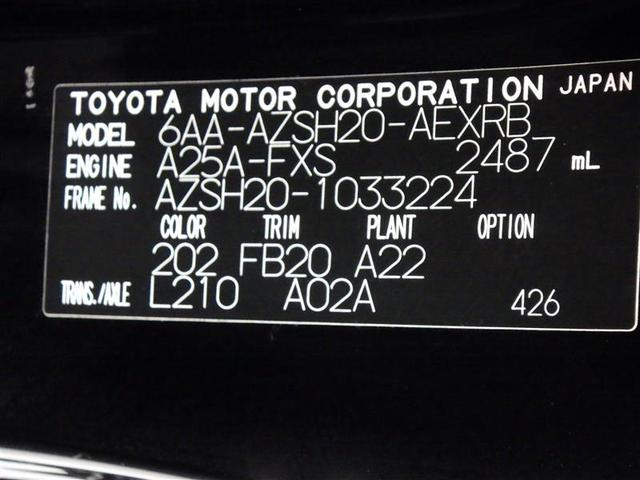 TOYOTA MOTOR CORPORATION JAPAN
MODEL 6AA-AZSH20-AEXRB
ENGINE A25A-FXS 2487 mL
FRAME No. AZSH20-1033224
COLOR TRIM PLANT OPTION
202 FB20 A22
TRANS./AXLE L210 A02A 426